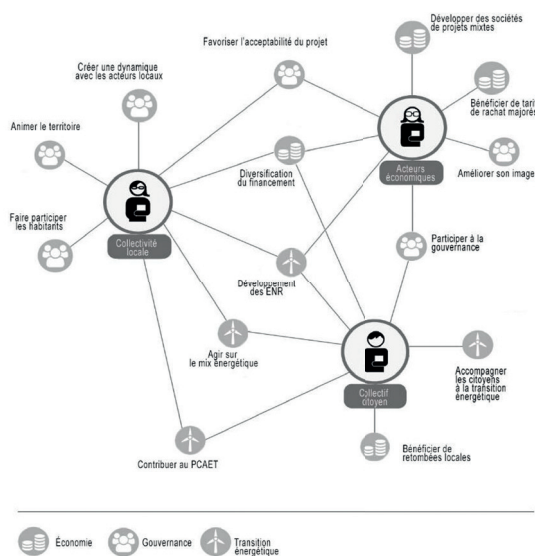 Développer des sociétés
de projets mixtes
Favoriser l'acceptabilité du projet
Créer une dynamique
avec les acteurs locaux
Bénéficier de tarif
de rachat majorés
Animer le territoire
Améliorer son image
Diversification
du financement
Acteurs
économiques
Faire participer
les habitants
Collectivité
locale
Participer à la
gouvernance
Développement
des ENR
Agir sur
le mix énergétique
Accompagner
les citoyens
à la transition
énergétique
Collectif
citoyen
Bénéficier de
retombées locales
Contribuer au PCAET
Économie
Gouvernance
Transition
énergétique